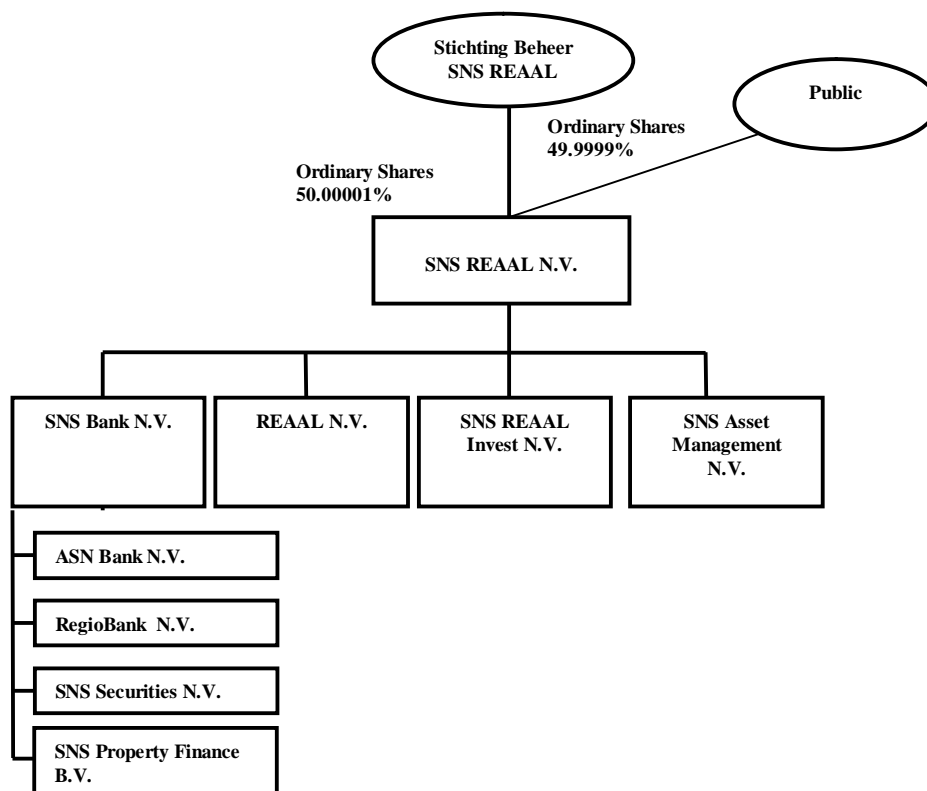 Stichting Beheer
SNS REAAL
Public
Ordinary Shares
49.9999%
Ordinary Shares
50.00001%
SNS REAAL N.V.
SNS Bank N.V.
REAAL N.V.
SNS REAAL
Invest N.V.
SNS Asset
Management
N.V.
ASN Bank N.V.
RegioBank N.V.
SNS Securities N.V.
SNS Property Finance
B.V.